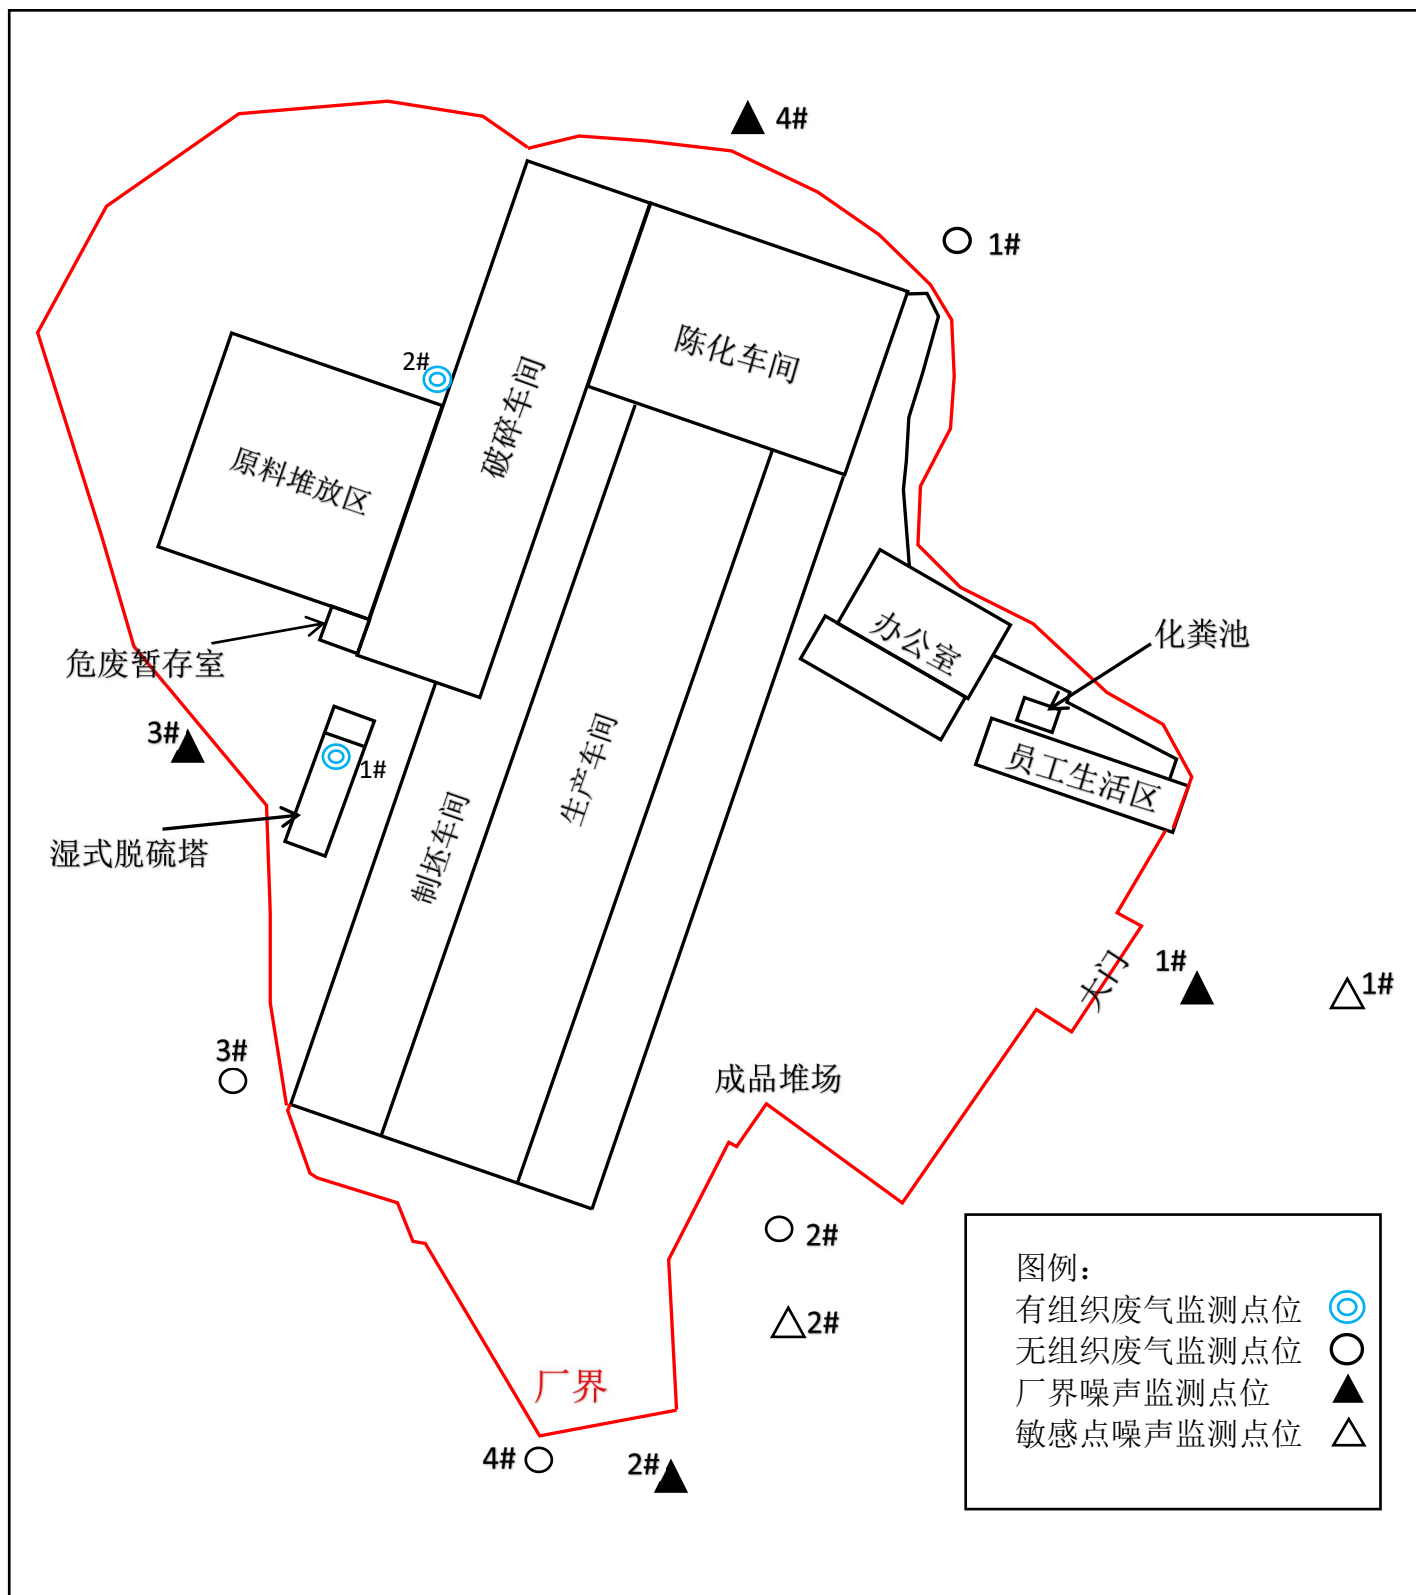 4#
1#
陈化车间
2#
破碎车间
原料堆放区
办公室
化粪池
危废暂存室
3#
1#
生产车间
员工生活区
制坯车间
湿式脱硫塔
大门
1#
1#
3#
成品堆场
2#
2#
厂界
4#
2#
图例：
有组织废气监测点位
无组织废气监测点位
厂界噪声监测点位
敏感点噪声监测点位